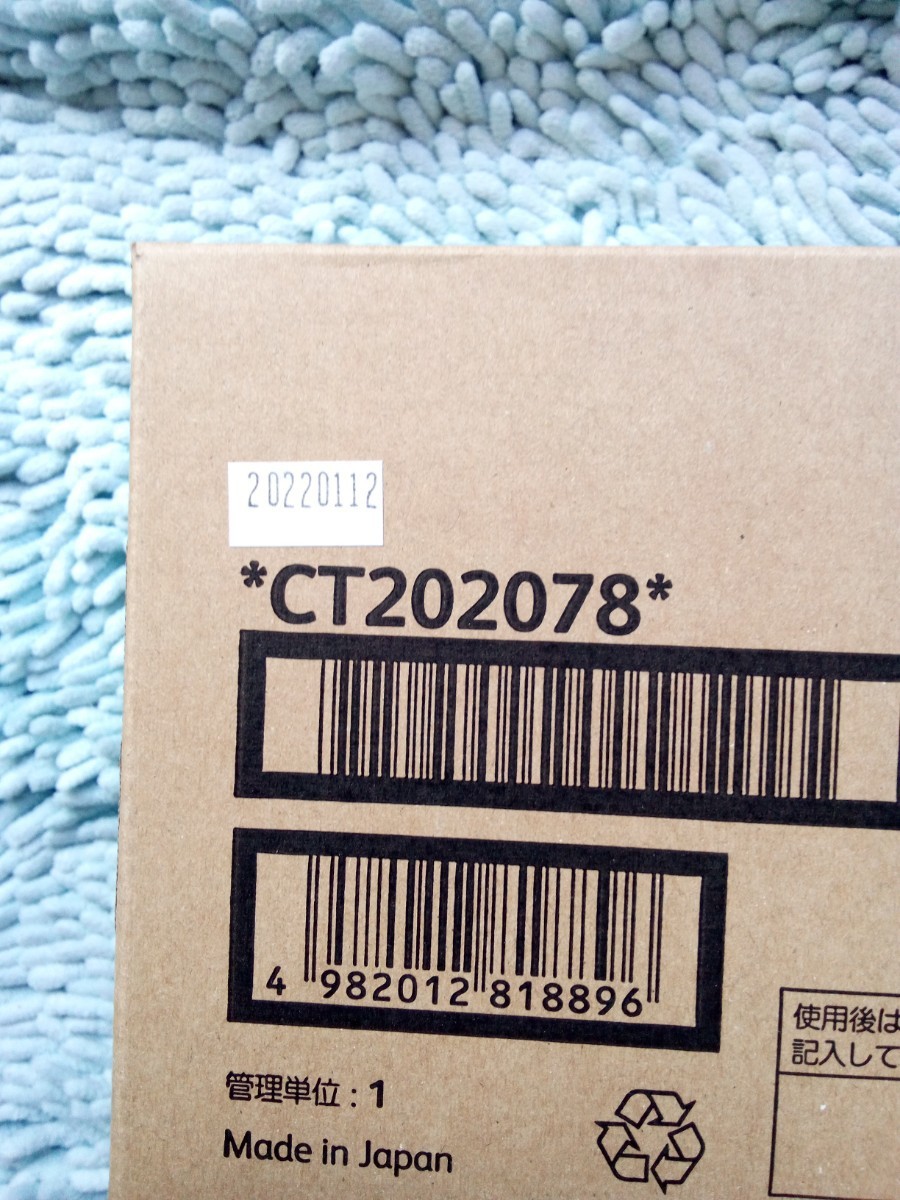 20220112
*CT202078*
4 982012 818896
管理単位 : 1
Made in Japan
使用後は
記入して